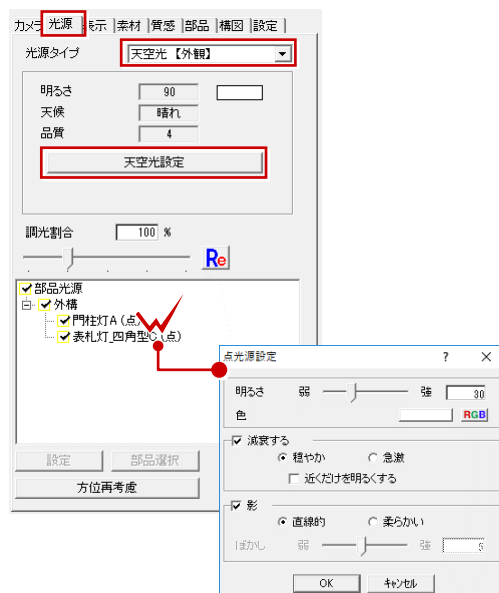 カメラ 光源 表示 素材 質感 部品 構図 設定
光源タイプ 天空光【外観】
明るさ 90
天候 晴れ
品質 4
天空光設定
調光割合 100 %
Re
部品光源
外構
門柱灯A (点)
表札灯_四角型C (点)
設定 部品選択
方位再考慮
点光源設定 ? ×
明るさ 弱 強 30
色 RGB
減衰する
穏やか 急激
近くだけを明るくする
影
直線的 柔らかい
ぼかし 弱 強 5
OK キャンセル